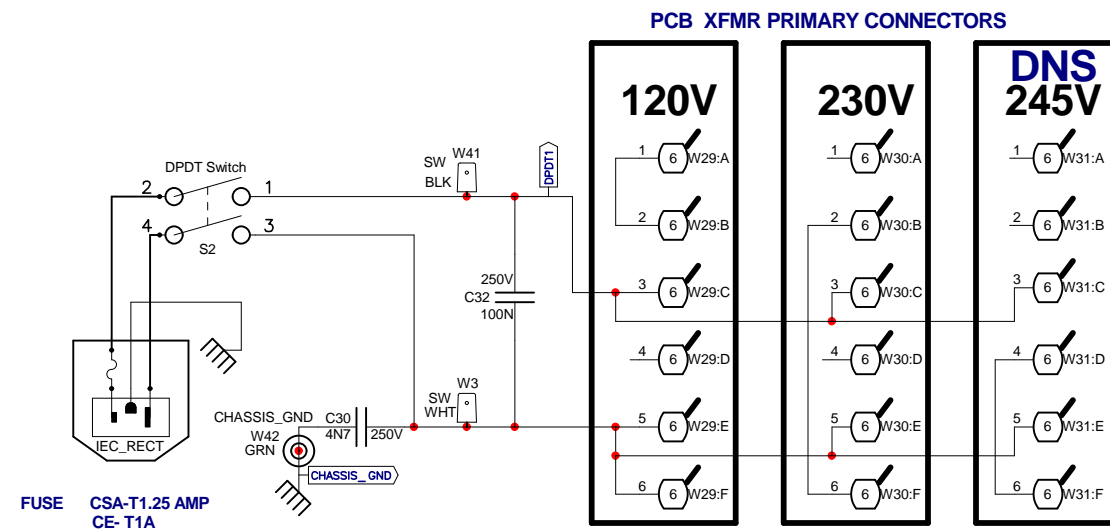 PCB XFMR PRIMARY CONNECTORS
DNS
120V
230V
245V
1 6 W29:A
1 6 W30:A
1 6 W31:A
DPDT Switch
SW W41
BLK
DPDT1
2 1
4 3
S2
2 6 W29:B
2 6 W30:B
2 6 W31:B
250V
C32
100N
3 6 W29:C
3 6 W30:C
3 6 W31:C
4 6 W29:D
4 6 W30:D
4 6 W31:D
W3
SW
WHT
CHASSIS_GND
C30
4N7
250V
W42
GRN
5 6 W29:E
5 6 W30:E
5 6 W31:E
IEC_RECT
CHASSIS_GND
6 6 W29:F
6 6 W30:F
6 6 W31:F
FUSE CSA-T1.25 AMP
CE- T1A